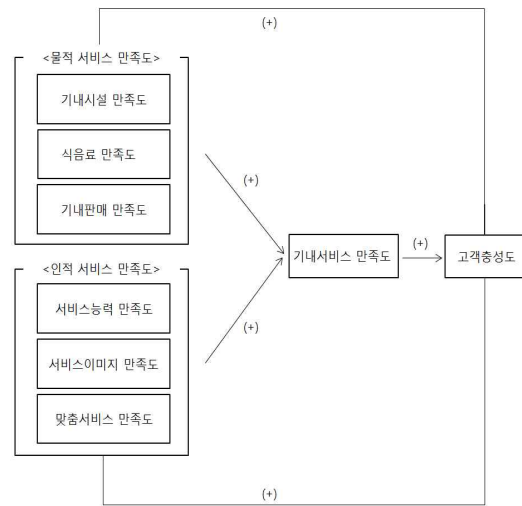 (+)
<물적 서비스 만족도>
기내시설 만족도
식음료 만족도
기내판매 만족도
(+)
기내서비스 만족도
(+)
고객충성도
<인적 서비스 만족도>
서비스능력 만족도
(+)
서비스이미지 만족도
맞춤서비스 만족도
(+)